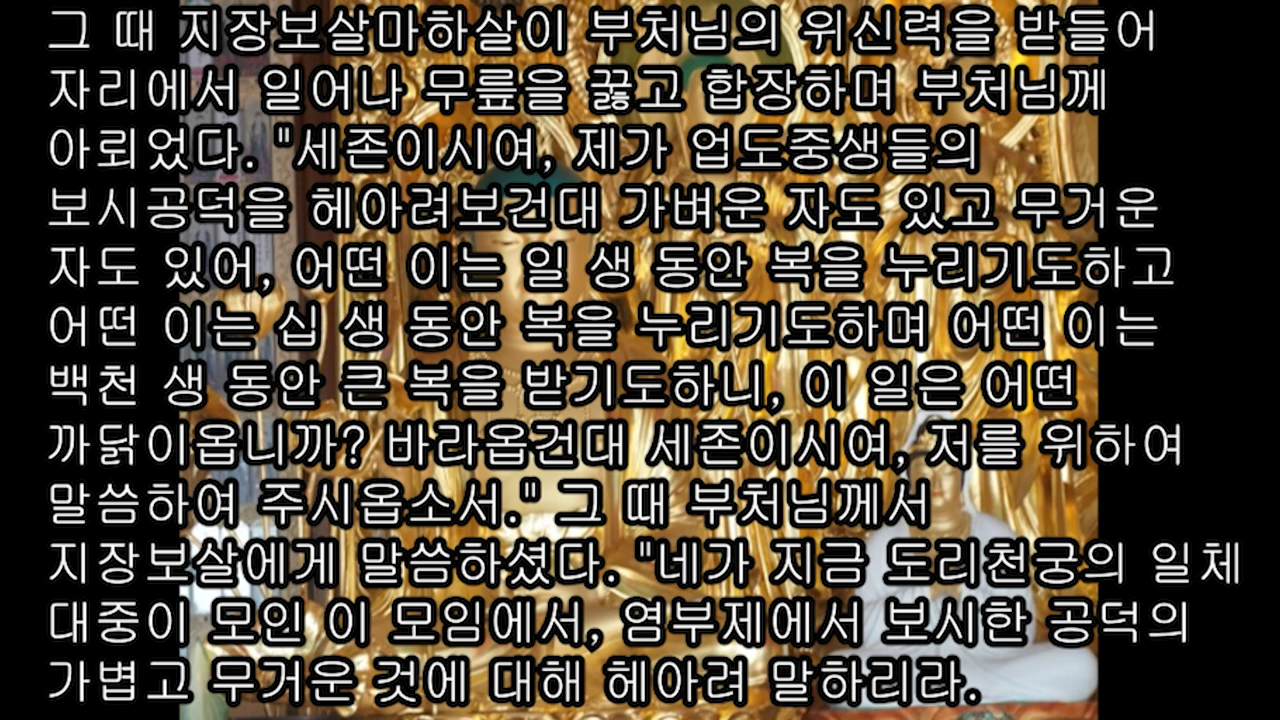 그 때 지장보살마하살이 부처님의 위신력을 받들어
자리에서 일어나 무릎을 꿇고 합장하며 부처님께
아뢰었다. "세존이시여, 제가 업도중생들의
보시공덕을 헤아려보건대 가벼운 자도 있고 무거운
자도 있어, 어떤 이는 일 생 동안 복을 누리기도하고
어떤 이는 십 생 동안 복을 누리기도하며 어떤 이는
백천 생 동안 큰 복을 받기도하니, 이 일은 어떤
까닭이옵니까? 바라옵건대 세존이시여, 저를 위하여
말씀하여 주시옵소서." 그 때 부처님께서
지장보살에게 말씀하셨다. "네가 지금 도리천궁의 일체
대중이 모인 이 모임에서, 염부제에서 보시한 공덕의
가볍고 무거운 것에 대해 헤아려 말하리라.